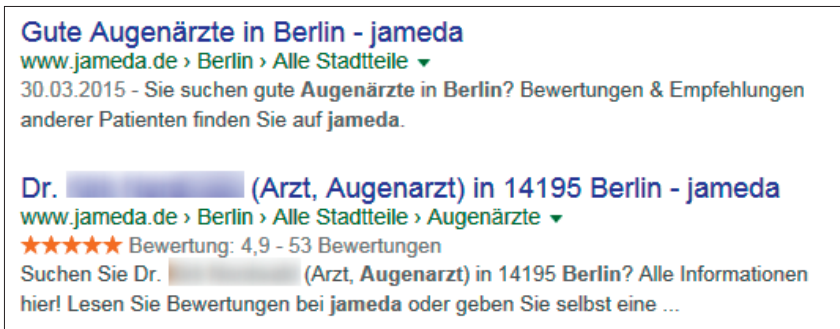 Gute Augenärzte in Berlin - jameda
www.jameda.de › Berlin › Alle Stadtteile
30.03.2015 - Sie suchen gute Augenärzte in Berlin? Bewertungen & Empfehlungen
anderer Patienten finden Sie auf jameda.
Dr. (Arzt, Augenarzt) in 14195 Berlin - jameda
www.jameda.de › Berlin › Alle Stadtteile › Augenärzte
Bewertung: 4,9 - 53 Bewertungen
Suchen Sie Dr. (Arzt, Augenarzt) in 14195 Berlin? Alle Informationen
hier! Lesen Sie Bewertungen bei jameda oder geben Sie selbst eine ...